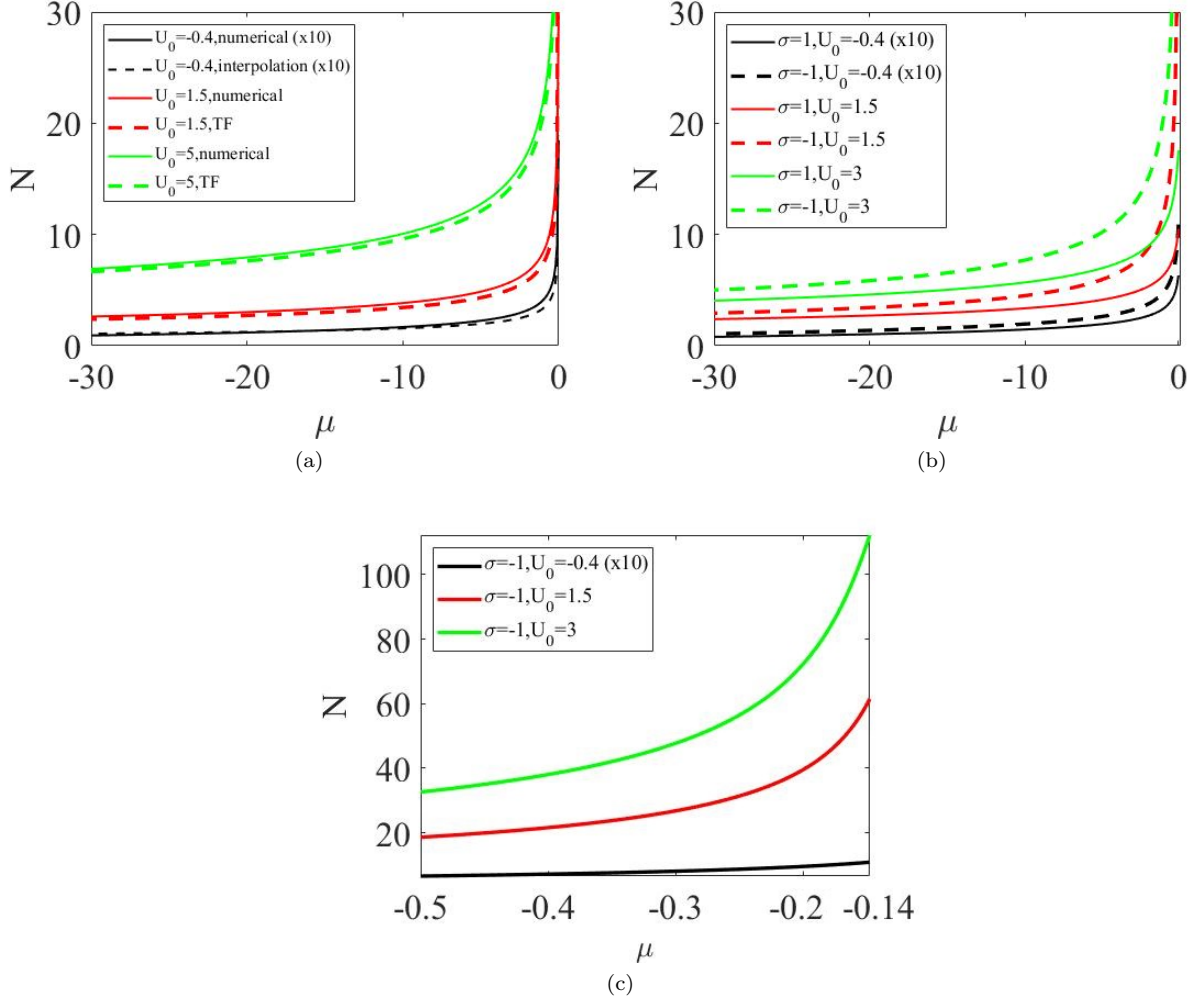 30
20
10
0
N
U0=-0.4,numerical (x10)
U0=-0.4,interpolation (x10)
U0=1.5,numerical
U0=1.5,TF
U0=5,numerical
U0=5,TF
-30 -20 -10 0
μ
(a)
30
20
10
0
N
σ=1,U0=-0.4 (x10)
σ=-1,U0=-0.4 (x10)
σ=1,U0=1.5
σ=-1,U0=1.5
σ=1,U0=3
σ=-1,U0=3
-30 -20 -10 0
μ
(b)
100
80
60
40
20
N
σ=-1,U0=-0.4 (x10)
σ=-1,U0=1.5
σ=-1,U0=3
-0.5 -0.4 -0.3 -0.2 -0.14
μ
(c)